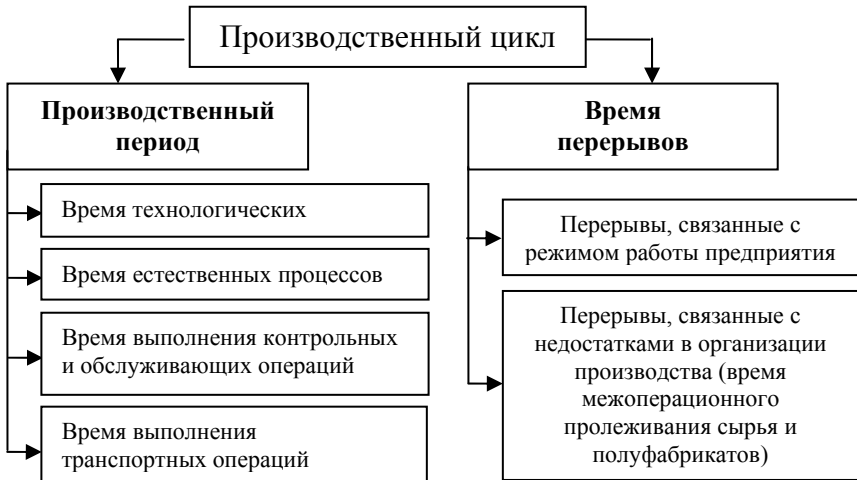 Производственный цикл
Производственный
период
Время технологических
Время естественных процессов
Время выполнения контрольных
и обслуживающих операций
Время выполнения
транспортных операций
Время
перерывов
Перерывы, связанные с
режимом работы предприятия
Перерывы, связанные с
недостатками в организации
производства (время
межоперационного
пролеживания сырья и
полуфабрикатов)